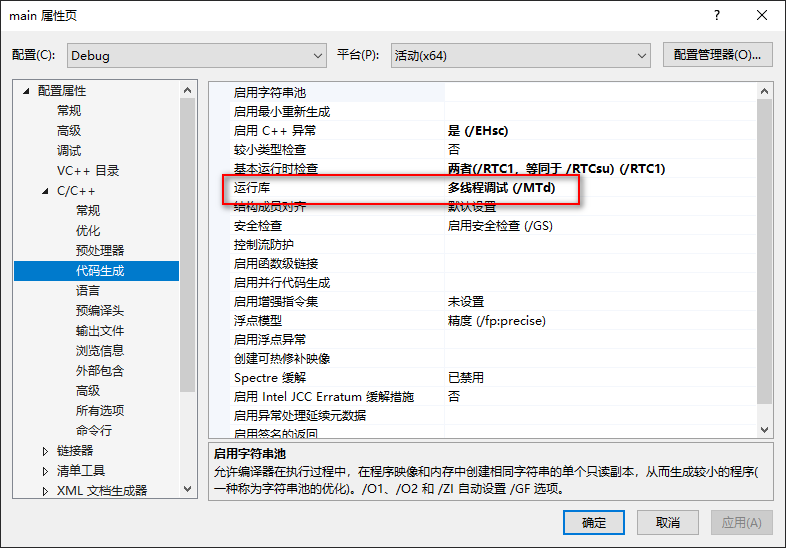 main 属性页
配置(C): Debug 平台(P): 活动(x64) 配置管理器(O)...
配置属性
常规
高级
调试
VC++ 目录
C/C++
常规
优化
预处理器
代码生成
语言
预编译头
输出文件
浏览信息
外部包含
高级
所有选项
命令行
链接器
清单工具
XML 文档生成器
启用字符串池
启用最小重新生成
启用 C++ 异常 是 (/EHsc)
较小类型检查 否
基本运行时检查 两者(/RTC1，等同于 /RTCsu) (/RTC1)
运行库 多线程调试 (/MTd)
结构成员对齐 默认设置
安全检查 启用安全检查 (/GS)
控制流防护
启用函数级链接
启用并行代码生成
启用增强指令集 未设置
浮点模型 精度 (/fp:precise)
启用浮点异常
创建可热修补映像
Spectre 缓解 已禁用
启用 Intel JCC Erratum 缓解措施 否
启用异常处理延续元数据
启用签名的返回
启用字符串池
允许编译器在执行过程中，在程序映像和内存中创建相同字符串的单个只读副本，从而生成较小的程序(
一种称为字符串池的优化)。/O1、/O2 和 /ZI 自动设置 /GF 选项。
确定 取消 应用(A)